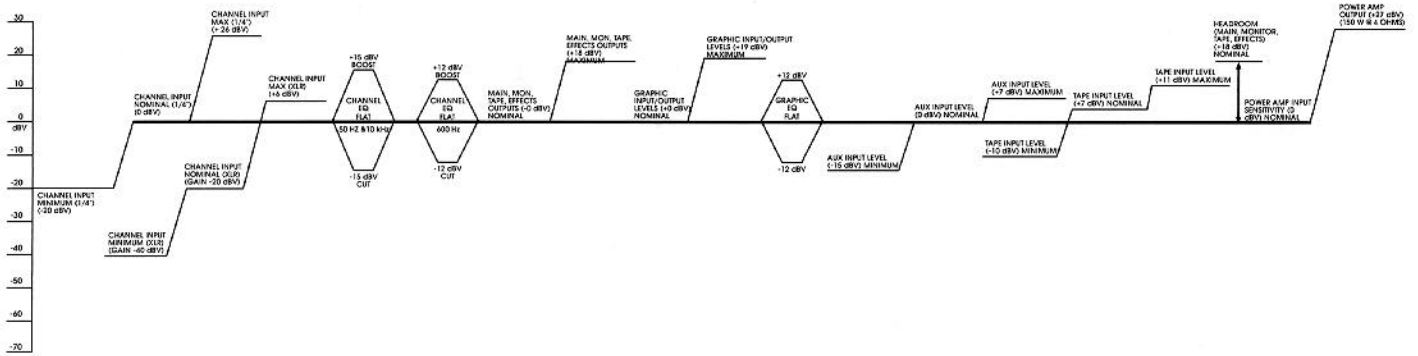 30
20
10
0
dBV
-10
-20
-30
-40
-50
-60
-70
CHANNEL INPUT
MINIMUM (1/4")
(-20 dBV)
CHANNEL INPUT
NOMINAL (1/4")
(0 dBV)
CHANNEL INPUT
MAX (1/4")
(+26 dBV)
CHANNEL INPUT
MINIMUM (XLR)
(GAIN -40 dBV)
CHANNEL INPUT
NOMINAL (XLR)
(GAIN -20 dBV)
CHANNEL INPUT
MAX (XLR)
(+6 dBV)
+15 dBV
BOOST
CHANNEL
EQ
FLAT
50 HZ &10 kHz
-15 dBV
CUT
+12 dBV
BOOST
CHANNEL
EQ
FLAT
600 Hz
-12 dBV
CUT
MAIN, MON,
TAPE, EFFECTS
OUTPUTS (-0 dBV)
NOMINAL
MAIN, MON, TAPE,
EFFECTS OUTPUTS
(+18 dBV)
MAXIMUM
GRAPHIC
INPUT/OUTPUT
LEVELS (+0 dBV)
NOMINAL
GRAPHIC INPUT/OUTPUT
LEVELS (+19 dBV)
MAXIMUM
+12 dBV
GRAPHIC
EQ
FLAT
-12 dBV
AUX INPUT LEVEL
(-15 dBV) MINIMUM
AUX INPUT LEVEL
(0 dBV) NOMINAL
AUX INPUT LEVEL
(+7 dBV) MAXIMUM
TAPE INPUT LEVEL
(-10 dBV) MINIMUM
TAPE INPUT LEVEL
(+7 dBV) NOMINAL
TAPE INPUT LEVEL
(+11 dBV) MAXIMUM
HEADROOM
(MAIN, MONITOR,
TAPE, EFFECTS)
(+18 dBV)
NOMINAL
POWER AMP INPUT
SENSITIVITY (0
dBV) NOMINAL
POWER AMP
OUTPUT (+27 dBV)
(150 W @ 4 OHMS)